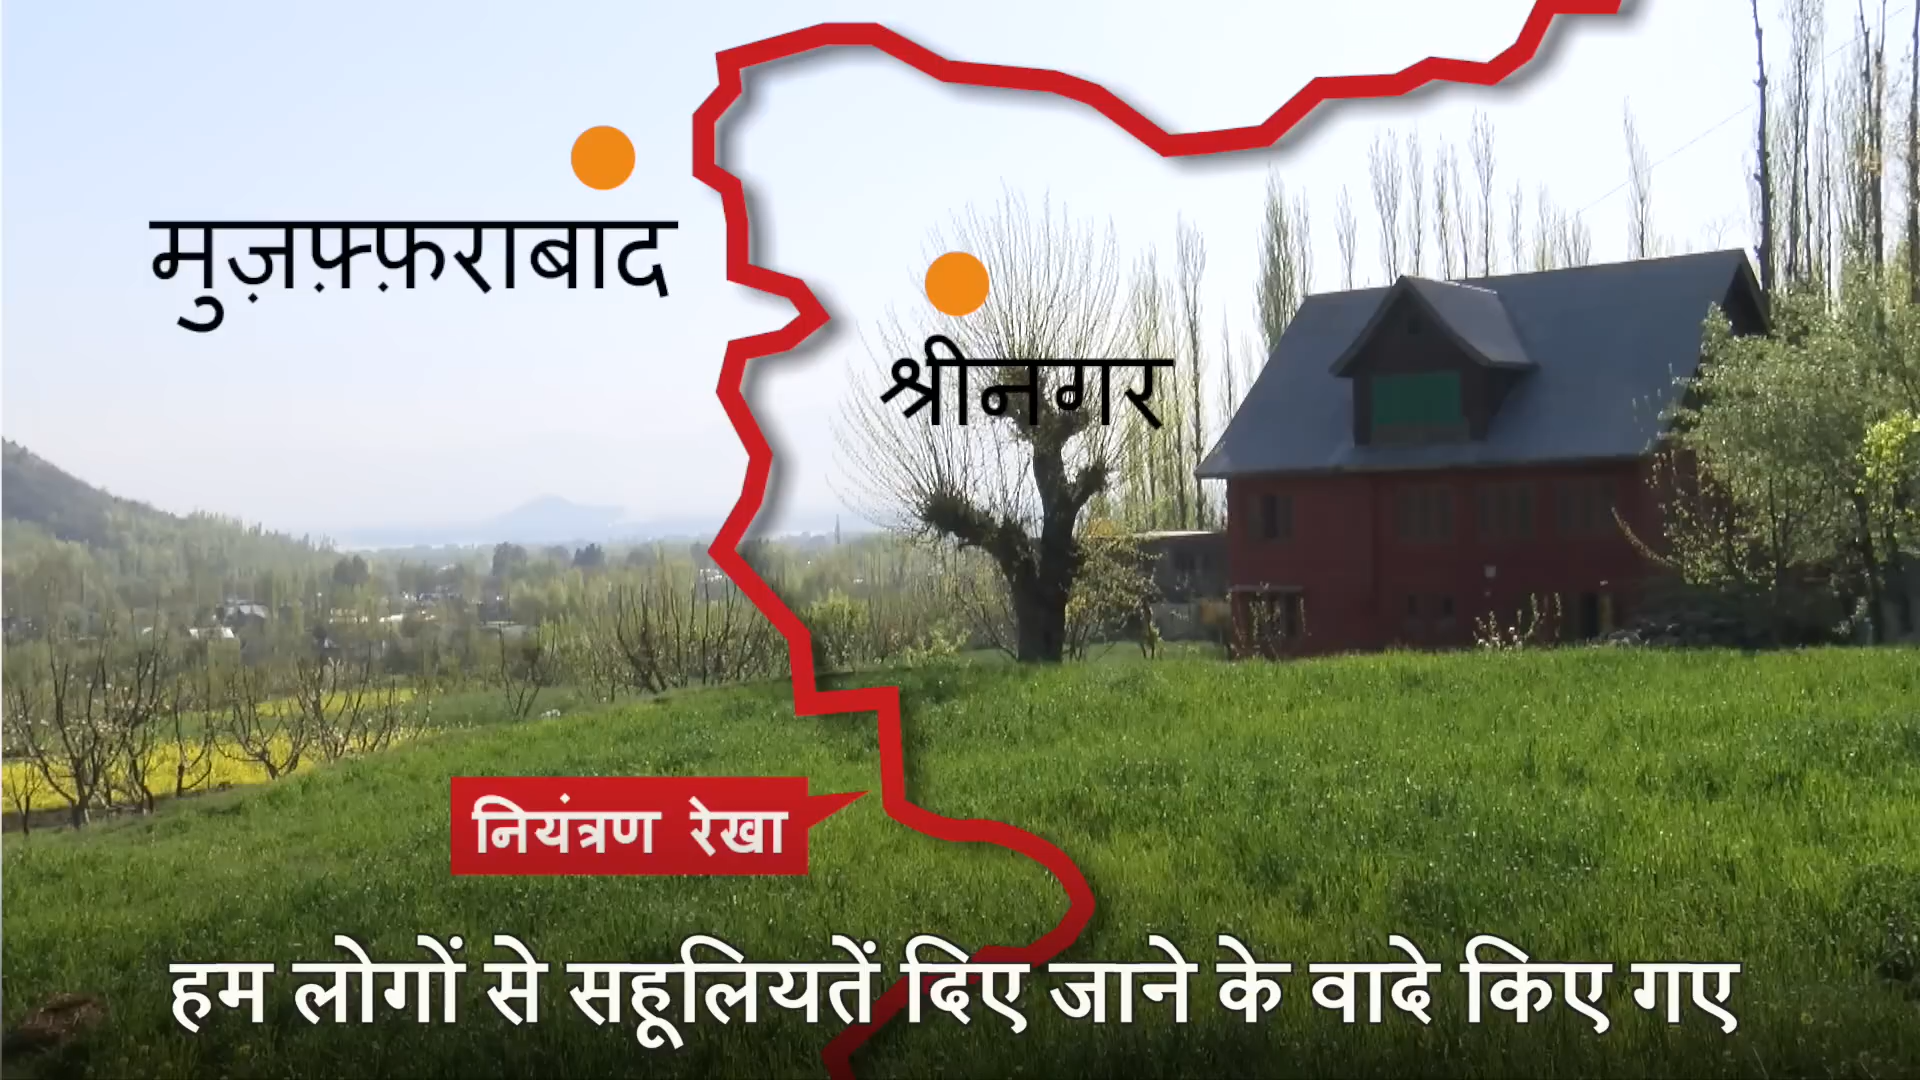 मुज़फ़्फ़राबाद
श्रीनगर
नियंत्रण रेखा
हम लोगों से सहूलियतें दिए जाने के वादे किए गए